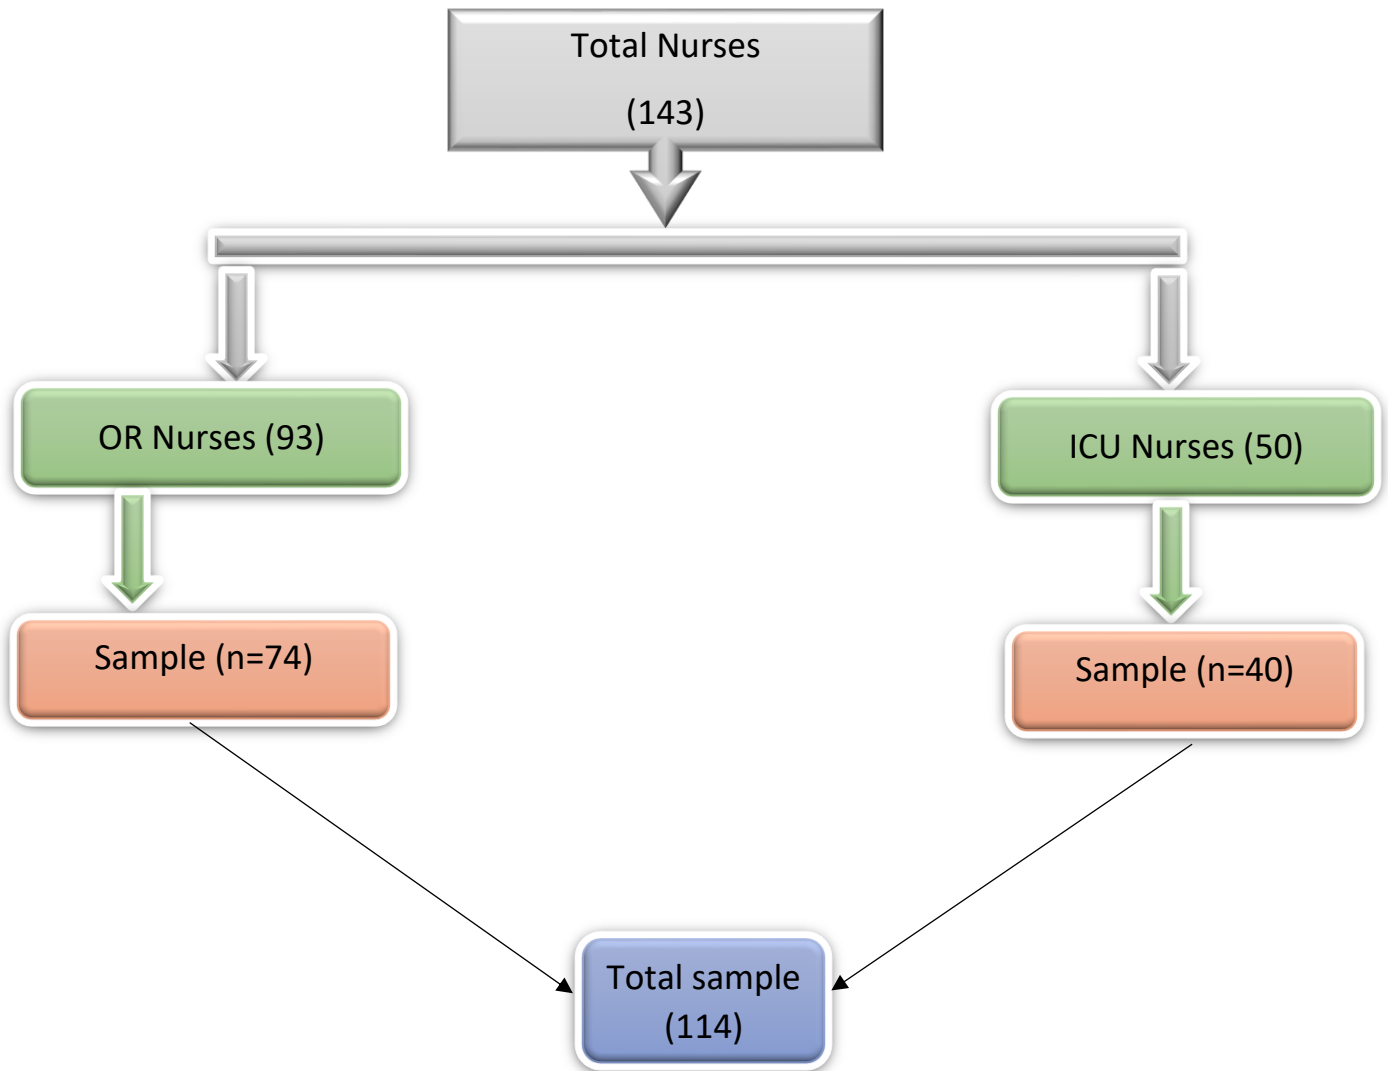 Total Nurses
(143)
OR Nurses (93)
ICU Nurses (50)
Sample (n=74)
Sample (n=40)
Total sample
(114)